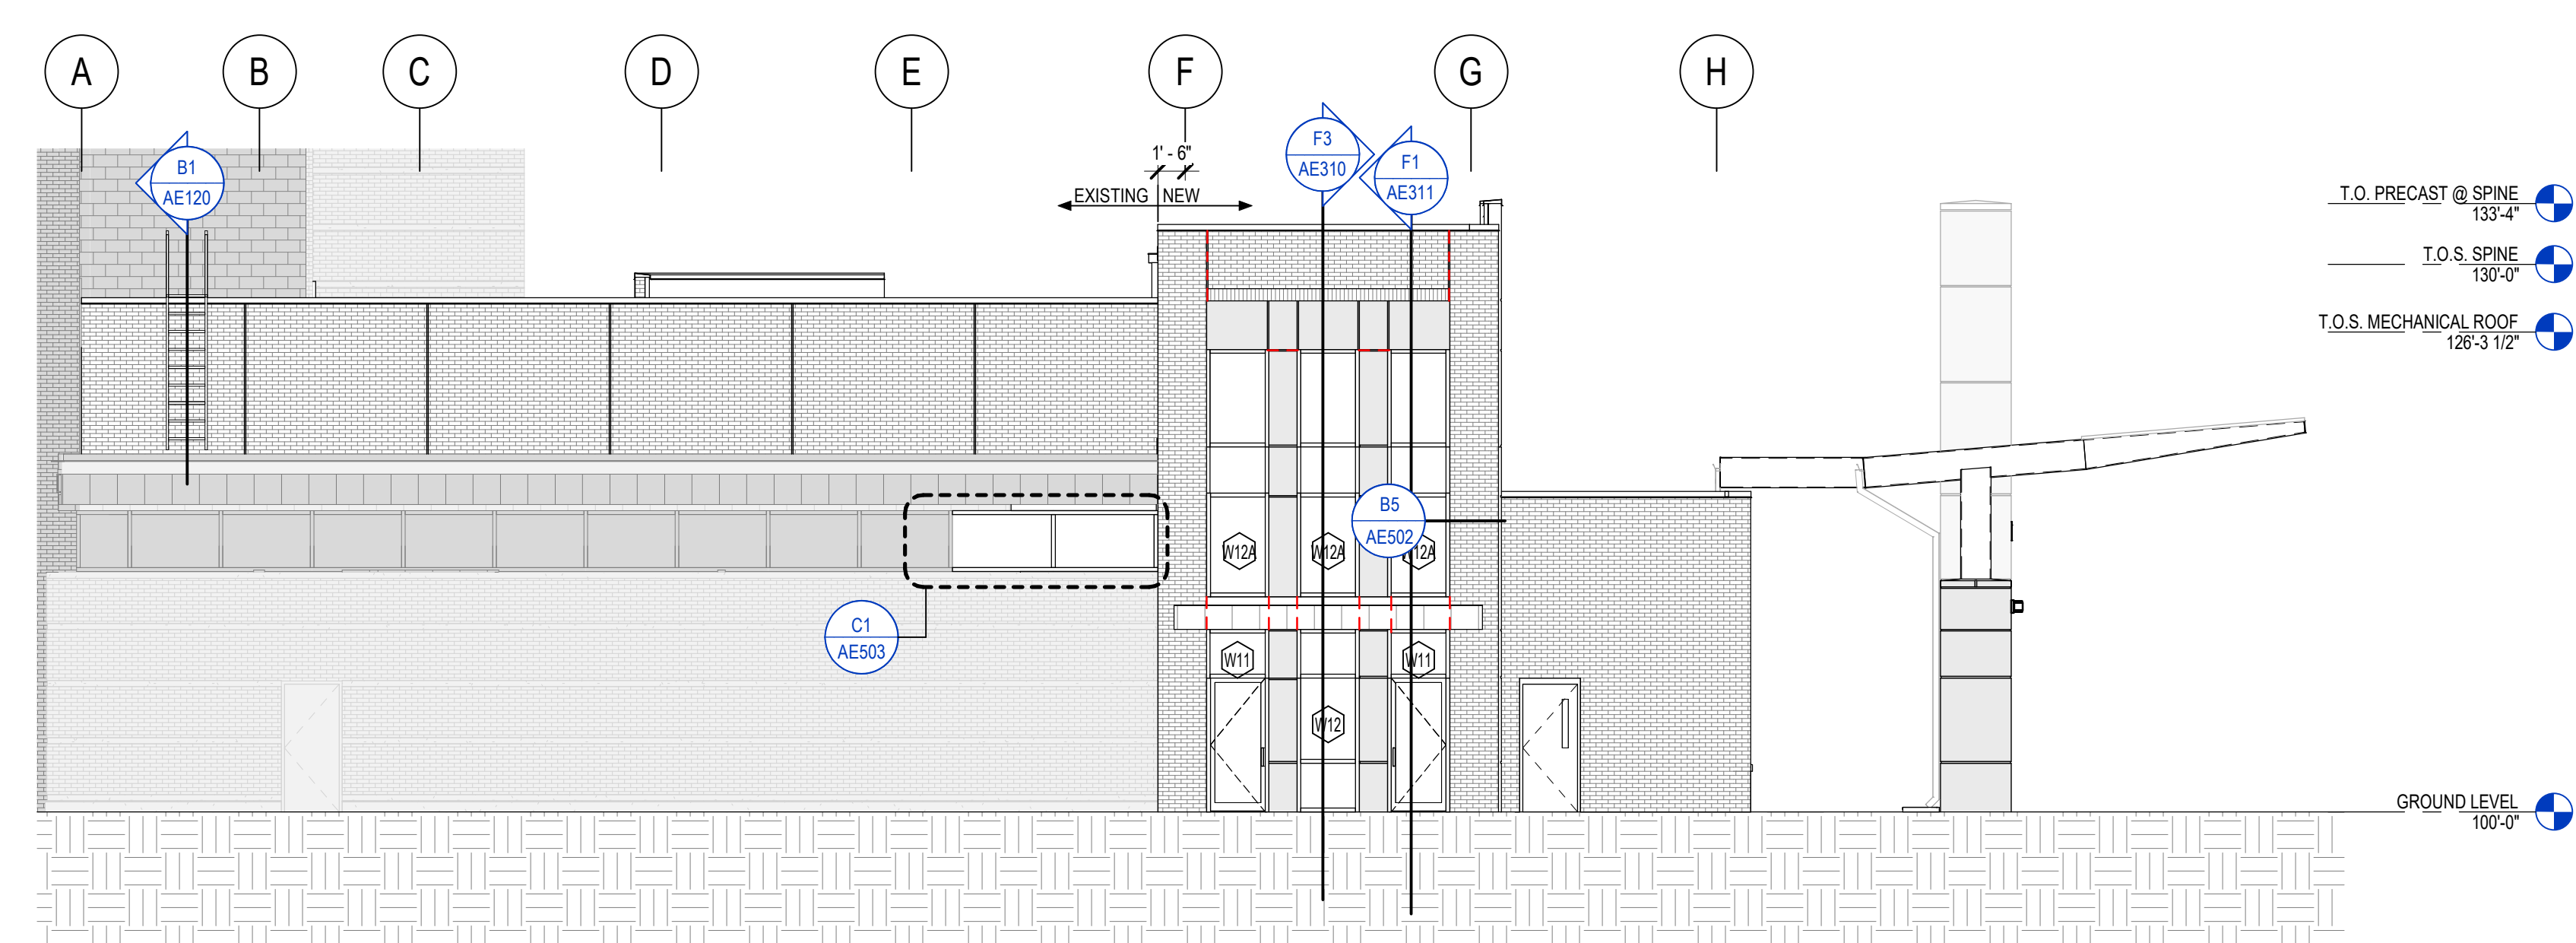 A B C D E F G H
B1
AE120
1' - 6"
EXISTING NEW
F3
AE310
F1
AE311
T.O. PRECAST @ SPINE
133'-4"
T.O.S. SPINE
130'-0"
T.O.S. MECHANICAL ROOF
126'-3 1/2"
B5
AE502
W12A W12A W12A
C1
AE503
W11 W11
W12
GROUND LEVEL
100'-0"